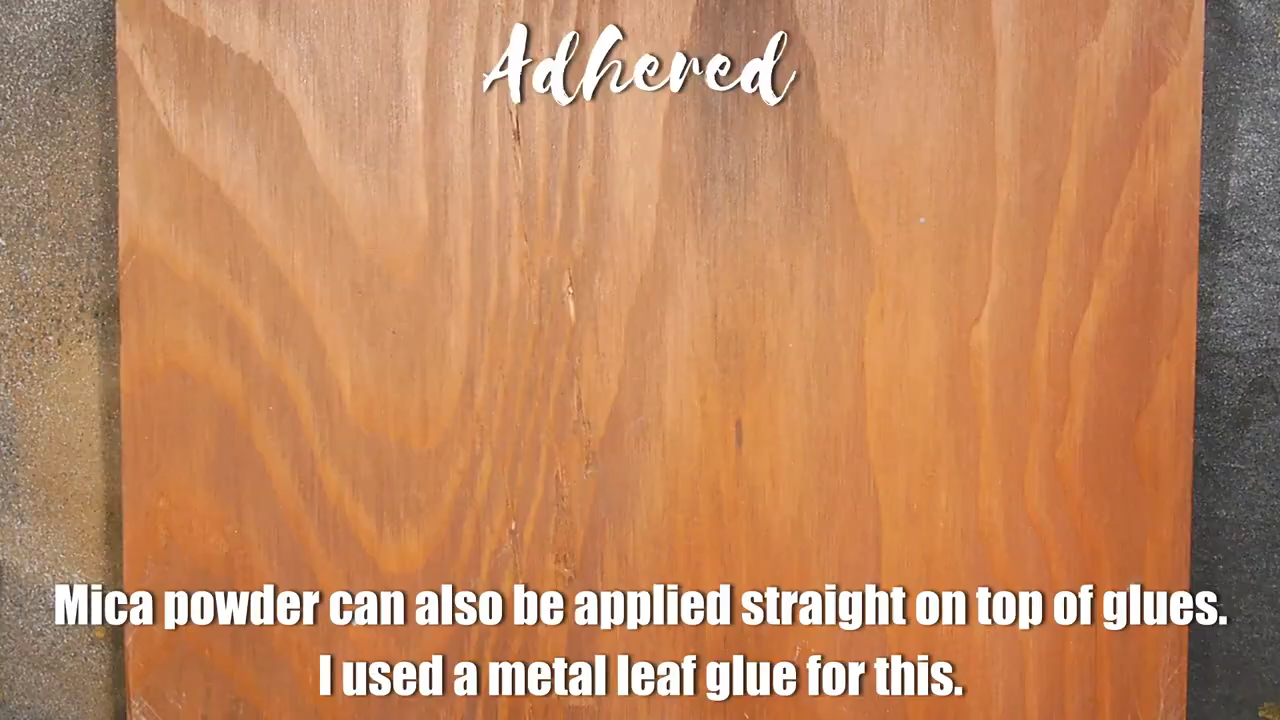 Adhered
Mica powder can also be applied straight on top of glues.
I used a metal leaf glue for this.